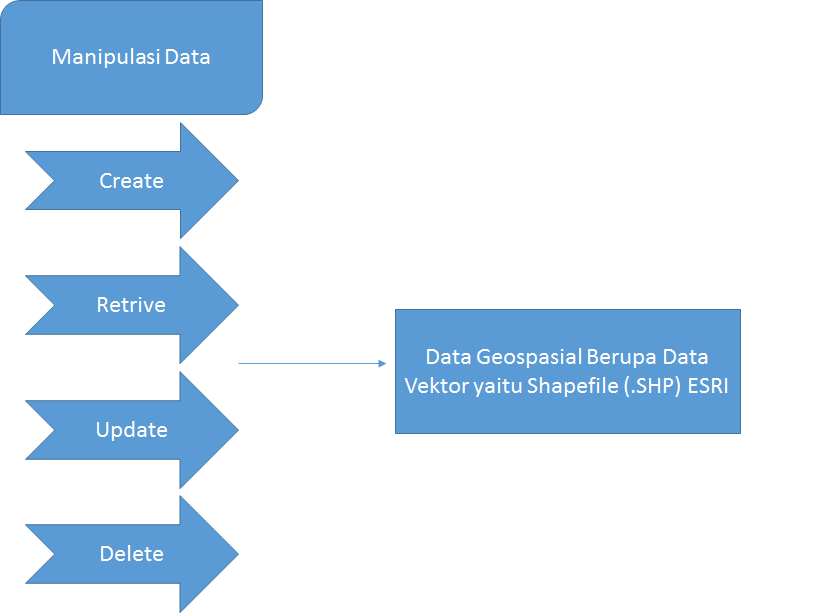 Manipulasi Data
Create
Retrive
Update
Delete
Data Geospasial Berupa Data
Vektor yaitu Shapefile (.SHP) ESRI